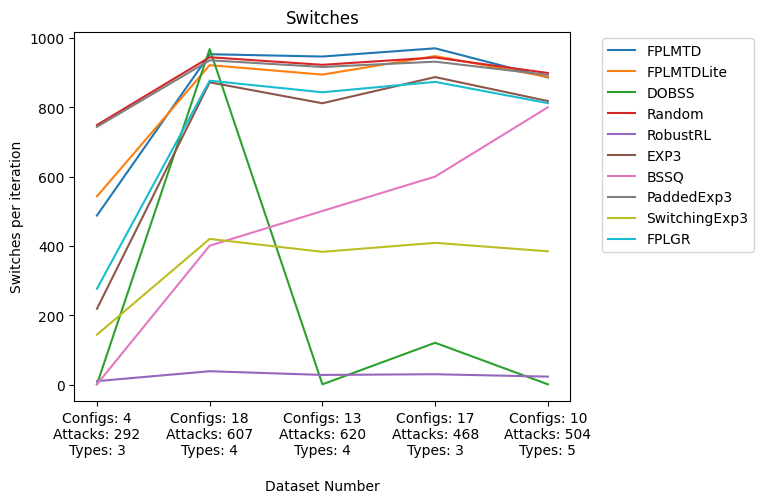 Switches
1000
800
600
400
200
0
Switches per iteration
Configs: 4
Attacks: 292
Types: 3
Configs: 18
Attacks: 607
Types: 4
Configs: 13
Attacks: 620
Types: 4
Configs: 17
Attacks: 468
Types: 3
Configs: 10
Attacks: 504
Types: 5
Dataset Number
FPLMTD
FPLMTDLite
DOBSS
Random
RobustRL
EXP3
BSSQ
PaddedExp3
SwitchingExp3
FPLGR